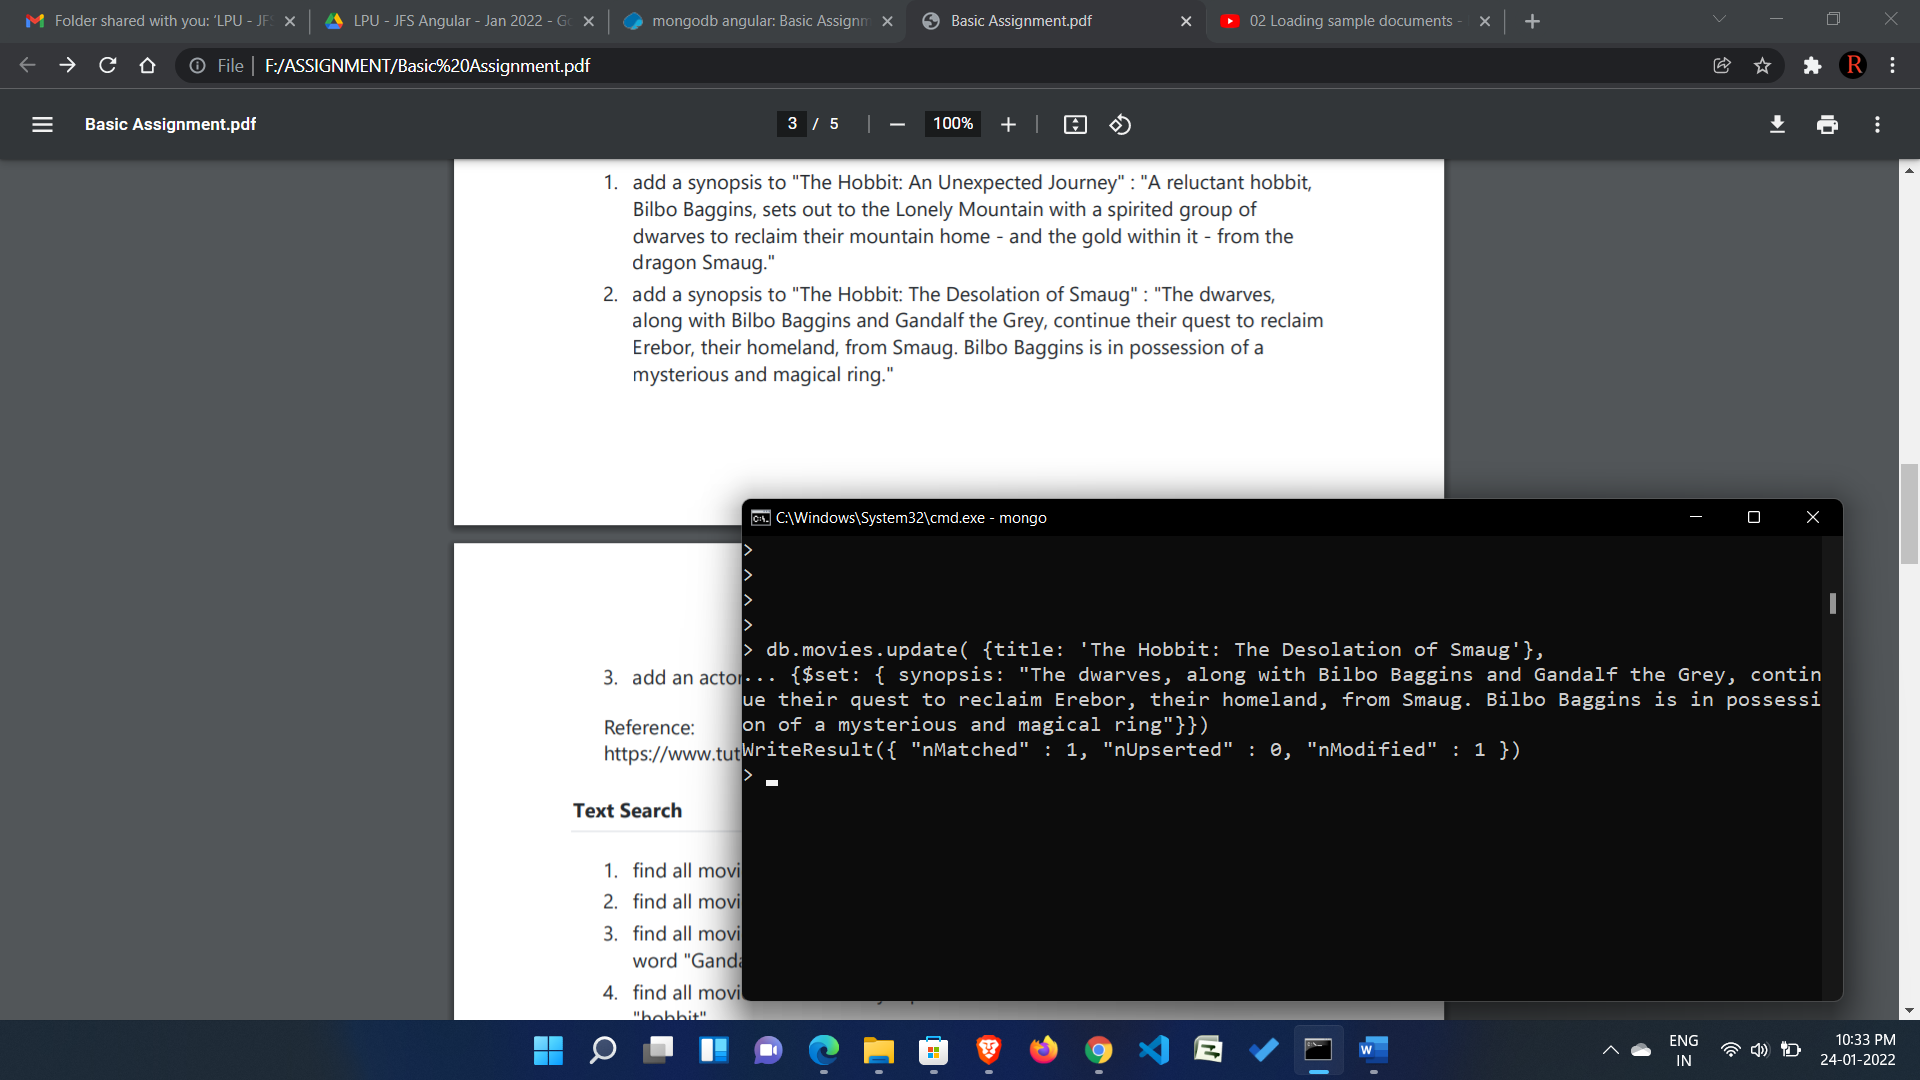 Folder shared with you: 'LPU - JFS
LPU - JFS Angular - Jan 2022 - Go
mongodb angular: Basic Assignm
Basic Assignment.pdf
02 Loading sample documents -
File
F:/ASSIGNMENT/Basic%20Assignment.pdf
R
Basic Assignment.pdf
3 / 5
100%
1. add a synopsis to "The Hobbit: An Unexpected Journey" : "A reluctant hobbit,
Bilbo Baggins, sets out to the Lonely Mountain with a spirited group of
dwarves to reclaim their mountain home - and the gold within it - from the
dragon Smaug."
2. add a synopsis to "The Hobbit: The Desolation of Smaug" : "The dwarves,
along with Bilbo Baggins and Gandalf the Grey, continue their quest to reclaim
Erebor, their homeland, from Smaug. Bilbo Baggins is in possession of a
mysterious and magical ring."
3. add an actor
Reference:
https://www.tut
Text Search
1. find all movi
2. find all movi
3. find all movi
word "Ganda
4. find all movi
"hobbit"
C:\Windows\System32\cmd.exe - mongo
>
>
>
>
> db.movies.update( {title: 'The Hobbit: The Desolation of Smaug'},
... {$set: { synopsis: "The dwarves, along with Bilbo Baggins and Gandalf the Grey, contin
ue their quest to reclaim Erebor, their homeland, from Smaug. Bilbo Baggins is in possessi
on of a mysterious and magical ring"}})
WriteResult({ "nMatched" : 1, "nUpserted" : 0, "nModified" : 1 })
>
ENG
IN
10:33 PM
24-01-2022